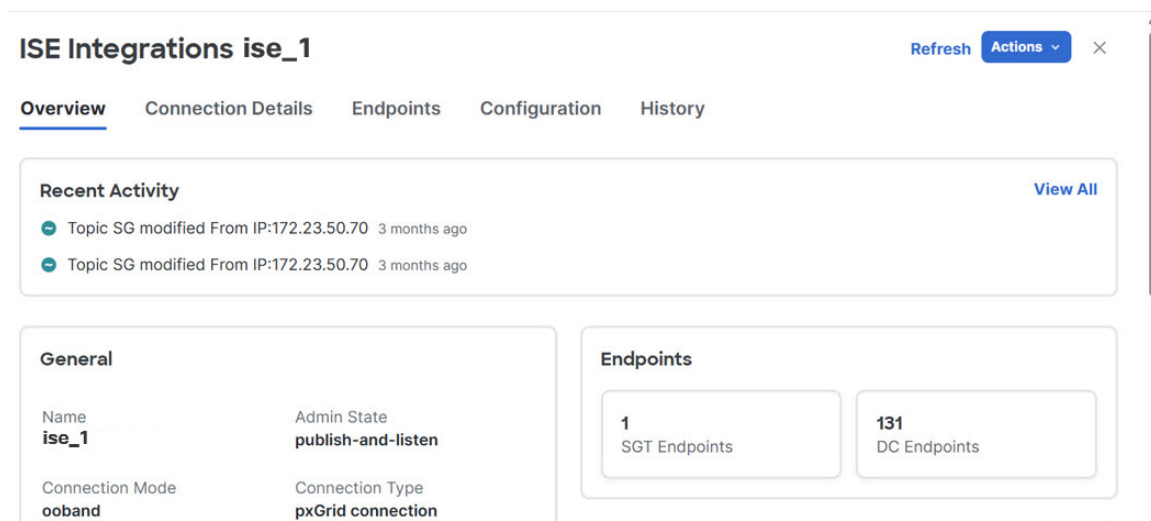 ISE Integrations ise_1
Refresh
Actions
Overview Connection Details Endpoints Configuration History
Recent Activity
View All
Topic SG modified From IP:172.23.50.70 3 months ago
Topic SG modified From IP:172.23.50.70 3 months ago
General
Name
ise_1
Admin State
publish-and-listen
Connection Mode
ooband
Connection Type
pxGrid connection
Endpoints
1
SGT Endpoints
131
DC Endpoints